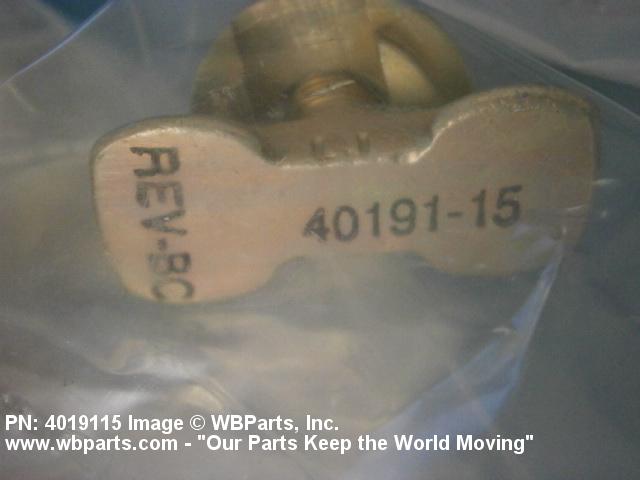 REV-BC
40191-15
PN: 4019115 Image © WBParts, Inc.
www.wbparts.com - "Our Parts Keep the World Moving"